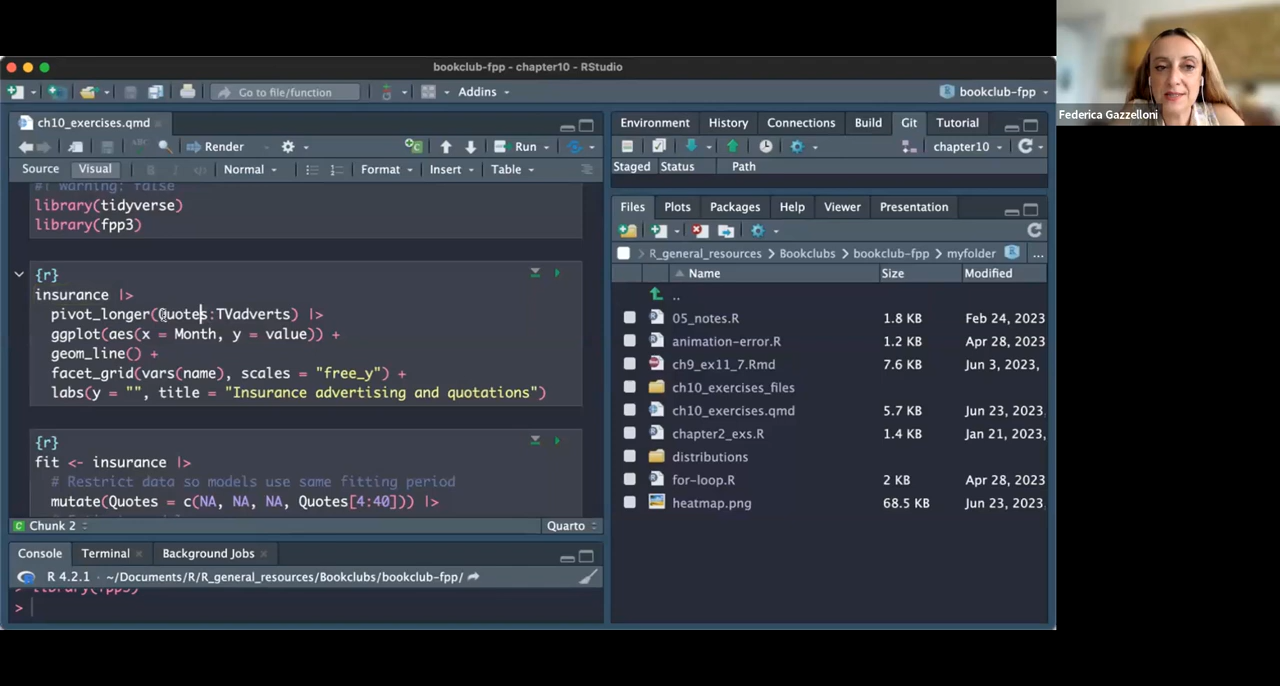 bookclub-fpp - chapter10 - RStudio
Go to file/function
Addins
bookclub-fpp
ch10_exercises.qmd
Render
Run
Source
Visual
Normal
Format
Insert
Table
#| warning: false
library(tidyverse)
library(fpp3)
{r}
insurance |>
pivot_longer(Quotes:TVadverts) |>
ggplot(aes(x = Month, y = value)) +
geom_line() +
facet_grid(vars(name), scales = "free_y") +
labs(y = "", title = "Insurance advertising and quotations")
{r}
fit <- insurance |>
# Restrict data so models use same fitting period
mutate(Quotes = c(NA, NA, NA, Quotes[4:40])) |>
Chunk 2
Quarto
Console
Terminal
Background Jobs
R 4.2.1 · ~/Documents/R/R_general_resources/Bookclubs/bookclub-fpp/
> library(fpp3)
>
Environment
History
Connections
Build
Git
Tutorial
chapter10
Staged
Status
Path
Files
Plots
Packages
Help
Viewer
Presentation
R_general_resources
Bookclubs
bookclub-fpp
myfolder
...
Name
Size
Modified
..
05_notes.R
1.8 KB
Feb 24, 2023
animation-error.R
1.2 KB
Apr 28, 2023
ch9_ex11_7.Rmd
7.6 KB
Jun 3, 2023,
ch10_exercises_files
ch10_exercises.qmd
5.7 KB
Jun 23, 2023
chapter2_exs.R
1.4 KB
Jan 21, 2023,
distributions
for-loop.R
2 KB
Apr 28, 2023
heatmap.png
68.5 KB
Jun 23, 2023
Federica Gazzelloni